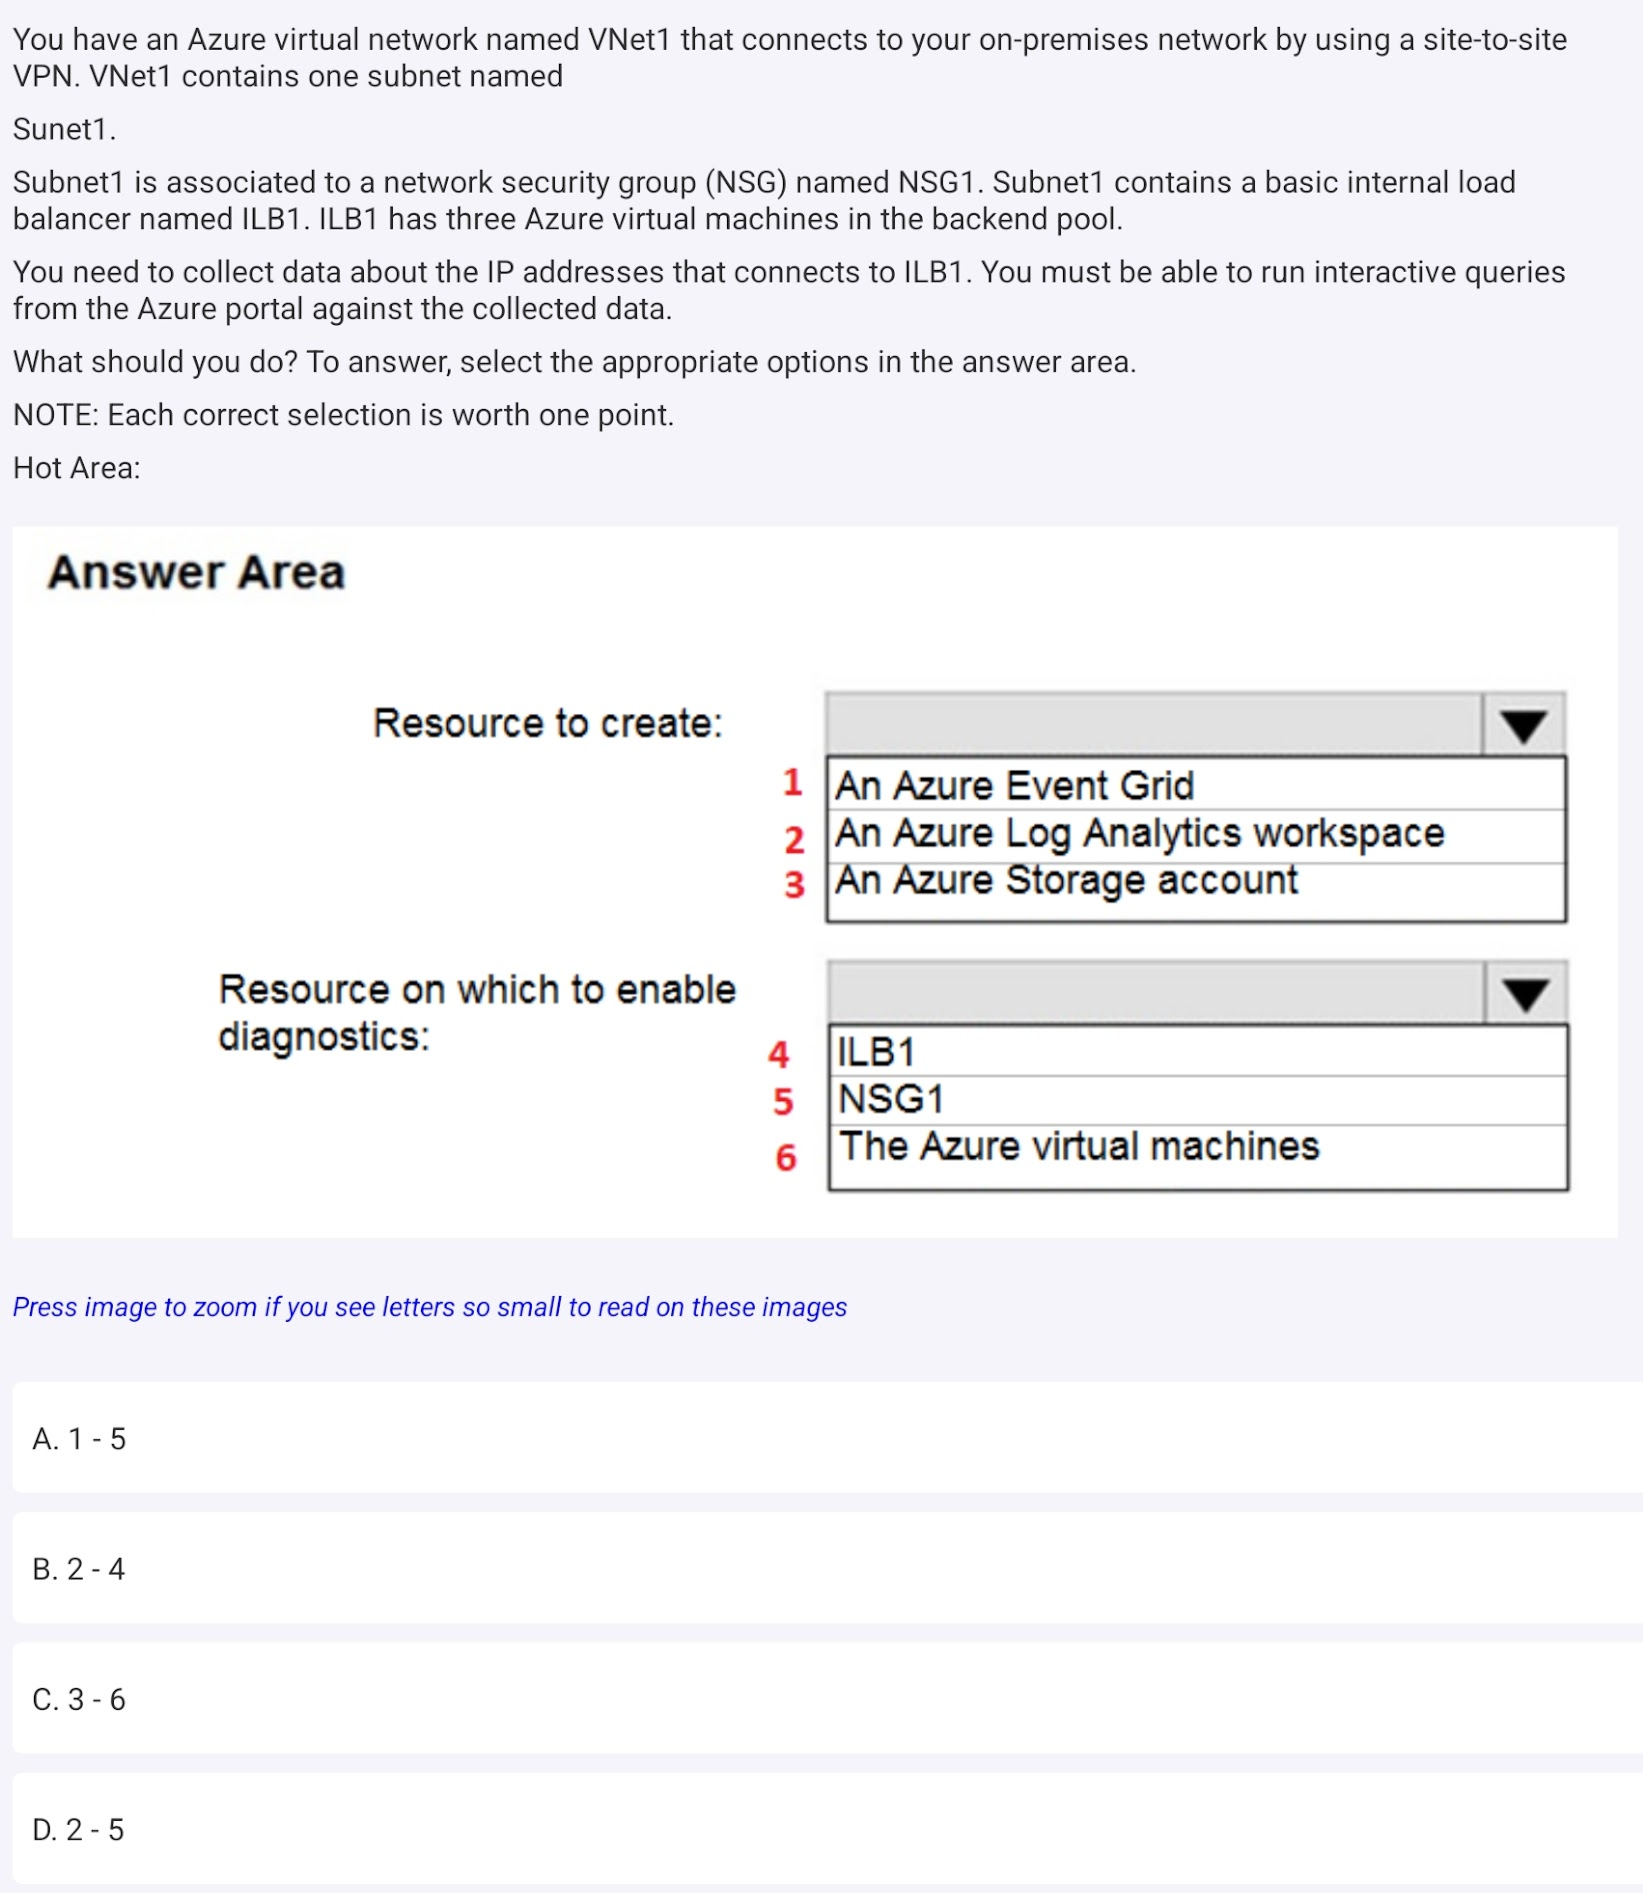 You have an Azure virtual network named VNet1 that connects to your on-premises network by using a site-to-site
VPN. VNet1 contains one subnet named
Sunet1.
Subnet1 is associated to a network security group (NSG) named NSG1. Subnet1 contains a basic internal load
balancer named ILB1. ILB1 has three Azure virtual machines in the backend pool.
You need to collect data about the IP addresses that connects to ILB1. You must be able to run interactive queries
from the Azure portal against the collected data.
What should you do? To answer, select the appropriate options in the answer area.
NOTE: Each correct selection is worth one point.
Hot Area:
Answer Area
Resource to create:
1 An Azure Event Grid
2 An Azure Log Analytics workspace
3 An Azure Storage account
Resource on which to enable
diagnostics:
4 ILB1
5 NSG1
6 The Azure virtual machines
Press image to zoom if you see letters so small to read on these images
A. 1 - 5
B. 2 - 4
C. 3 - 6
D. 2 - 5